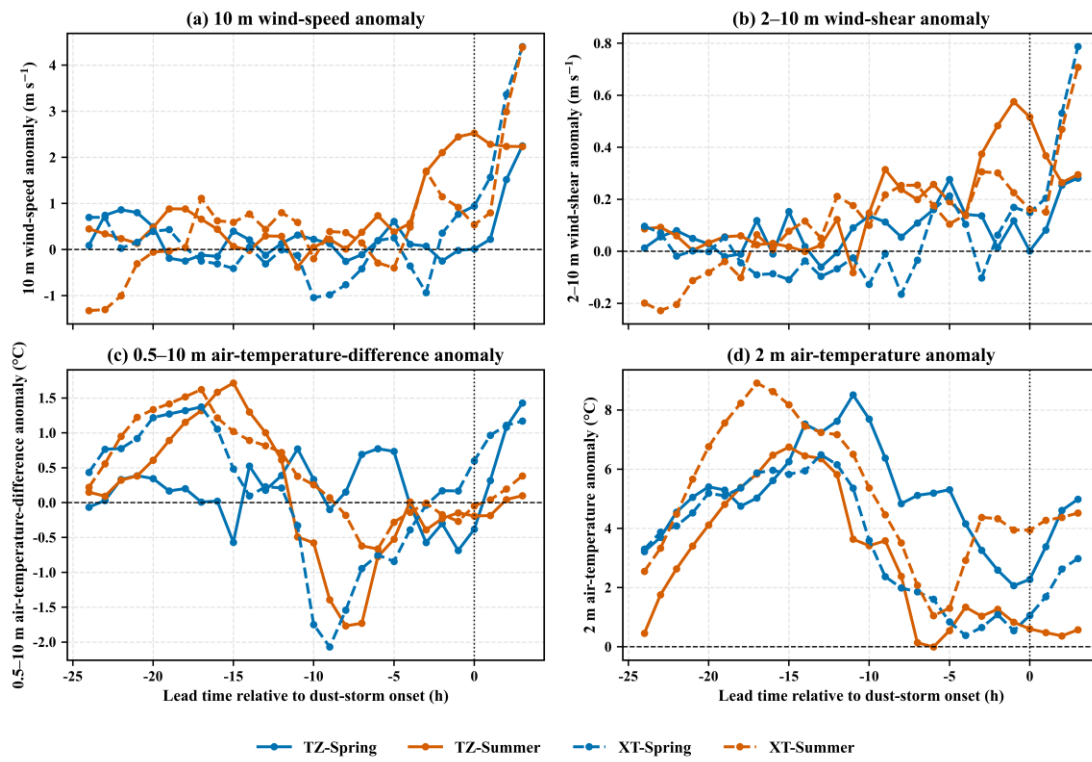 (a) 10 m wind-speed anomaly
10 m wind-speed anomaly (m s⁻¹)
4
3
2
1
0
-1
(b) 2–10 m wind-shear anomaly
2–10 m wind-shear anomaly (m s⁻¹)
0.8
0.6
0.4
0.2
0.0
-0.2
(c) 0.5–10 m air-temperature-difference anomaly
0.5–10 m air-temperature-difference anomaly (°C)
1.5
1.0
0.5
0.0
-0.5
-1.0
-1.5
-2.0
-25 -20 -15 -10 -5 0
Lead time relative to dust-storm onset (h)
(d) 2 m air-temperature anomaly
2 m air-temperature anomaly (°C)
8
6
4
2
0
-25 -20 -15 -10 -5 0
Lead time relative to dust-storm onset (h)
TZ-Spring TZ-Summer XT-Spring XT-Summer